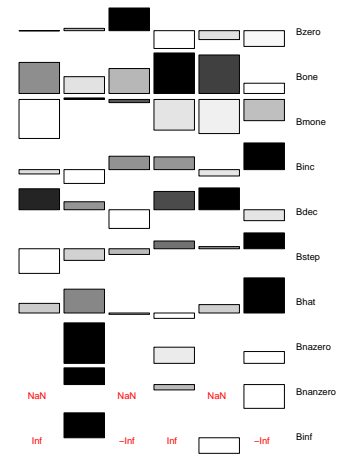 Bzero
Bone
Bmone
Binc
Bdec
Bstep
Bhat
Bnazero
NaN NaN NaN Bnanzero
Inf −Inf Inf −Inf Binf